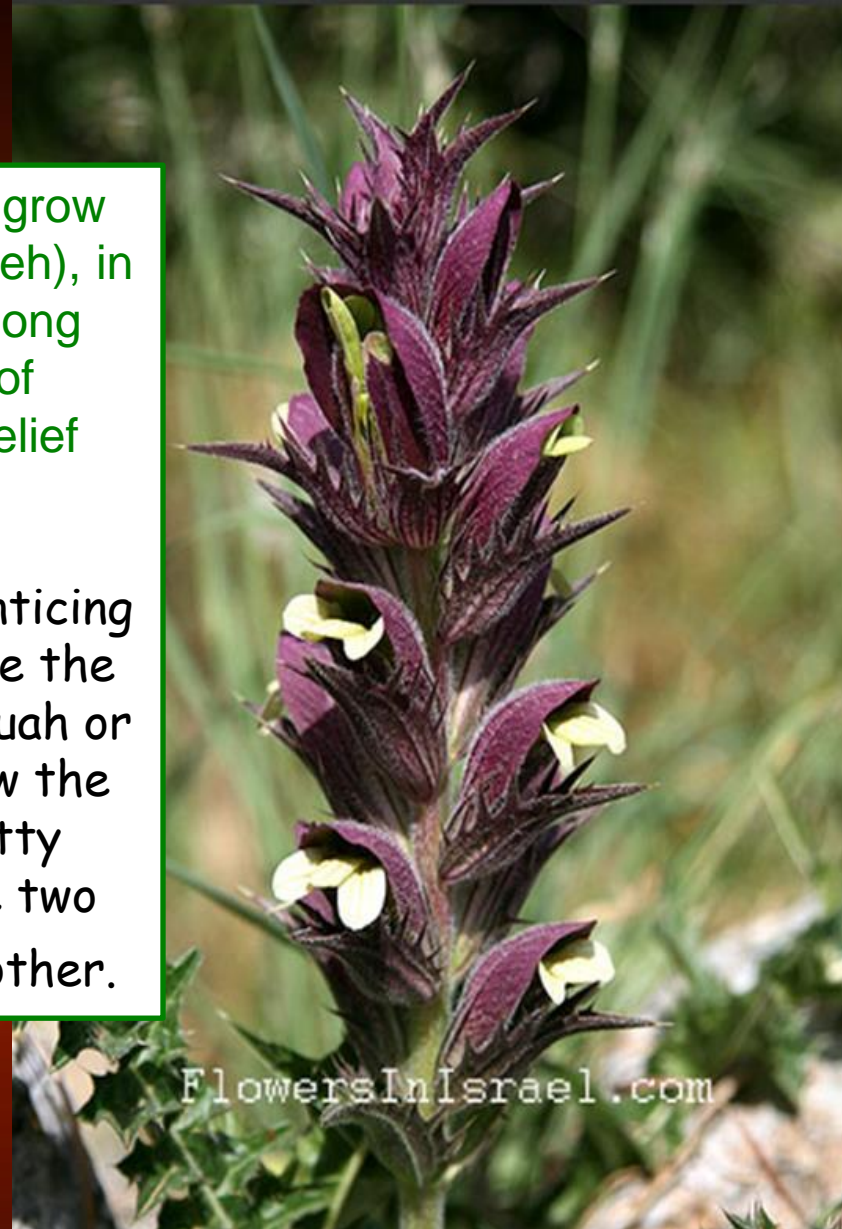 grow
eh), in
ong
of
elief
nticing
e the
uah or
w the
tty
two
other.
FlowersInIsrael.com